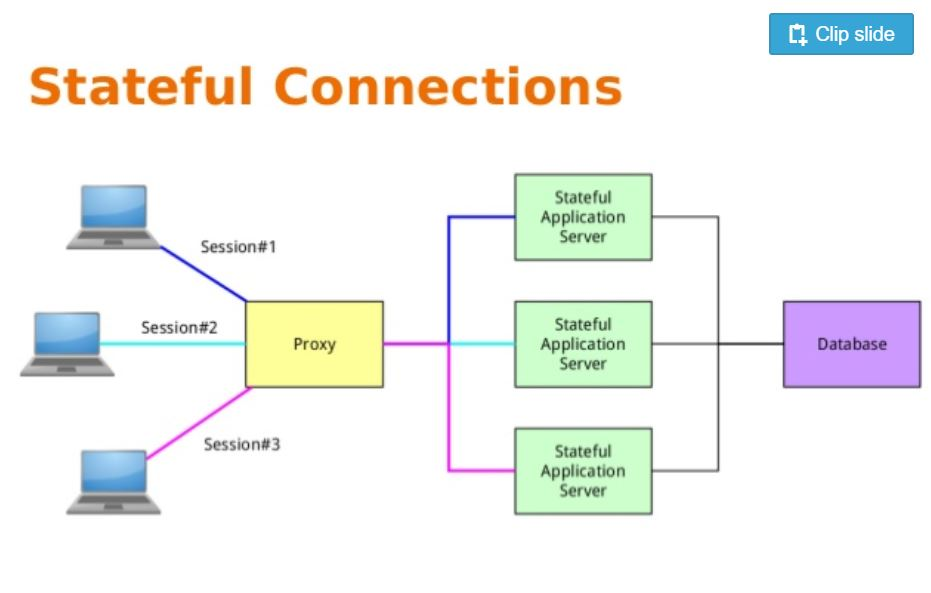 Clip slide
Stateful Connections
Session#1
Session#2
Session#3
Proxy
Stateful
Application
Server
Stateful
Application
Server
Stateful
Application
Server
Database